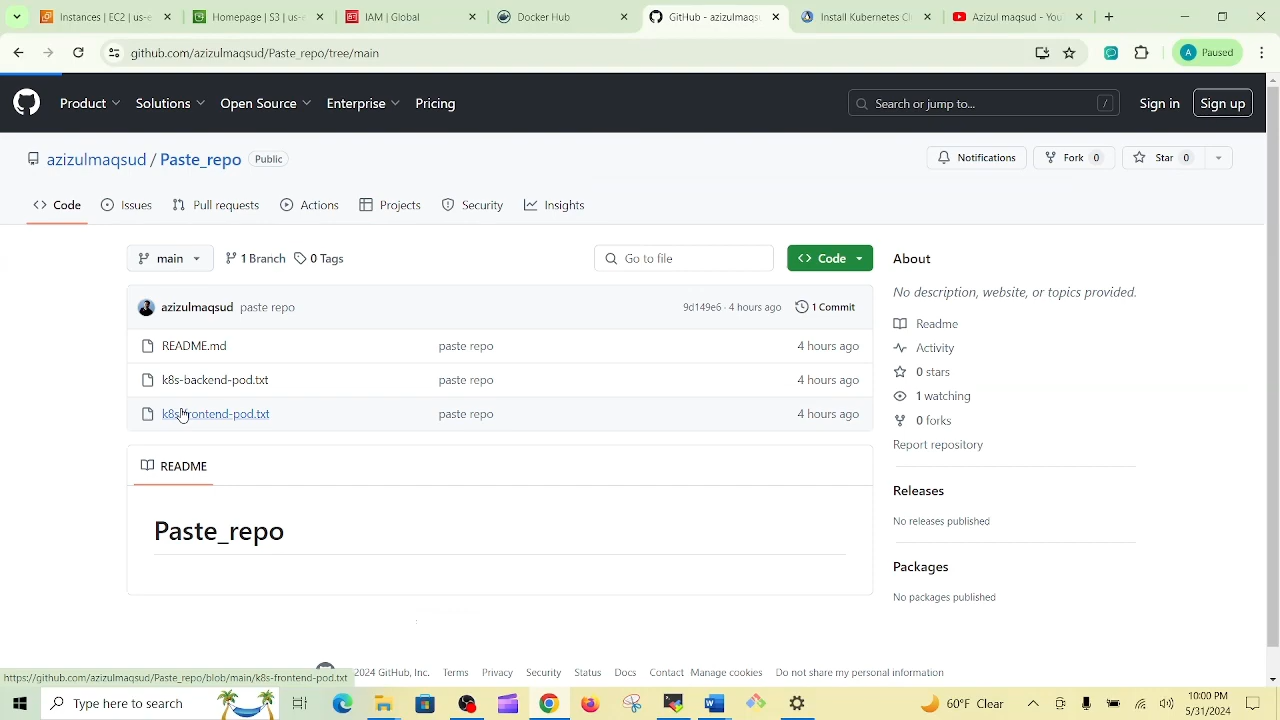 Instances | EC2 | us-e
Homepage | S3 | us-e
IAM | Global
Docker Hub
GitHub - azizulmaqsu
Install Kubernetes Cl
Azizul maqsud - You
github.com/azizulmaqsud/Paste_repo/tree/main
A Paused
Product Solutions Open Source Enterprise Pricing
Search or jump to... /
Sign in Sign up
azizulmaqsud / Paste_repo Public
Notifications Fork 0 Star 0
Code Issues Pull requests Actions Projects Security Insights
main 1 Branch 0 Tags
Go to file
Code
azizulmaqsud paste repo 9d149e6 · 4 hours ago 1 Commit
README.md paste repo 4 hours ago
k8s-backend-pod.txt paste repo 4 hours ago
k8s-frontend-pod.txt paste repo 4 hours ago
README
Paste_repo
About
No description, website, or topics provided.
Readme
Activity
0 stars
1 watching
0 forks
Report repository
Releases
No releases published
Packages
No packages published
2024 GitHub, Inc. Terms Privacy Security Status Docs Contact Manage cookies Do not share my personal information
https://github.com/azizulmaqsud/Paste_repo/blob/main/k8s-frontend-pod.txt
Type here to search
60°F Clear
10:00 PM
5/31/2024